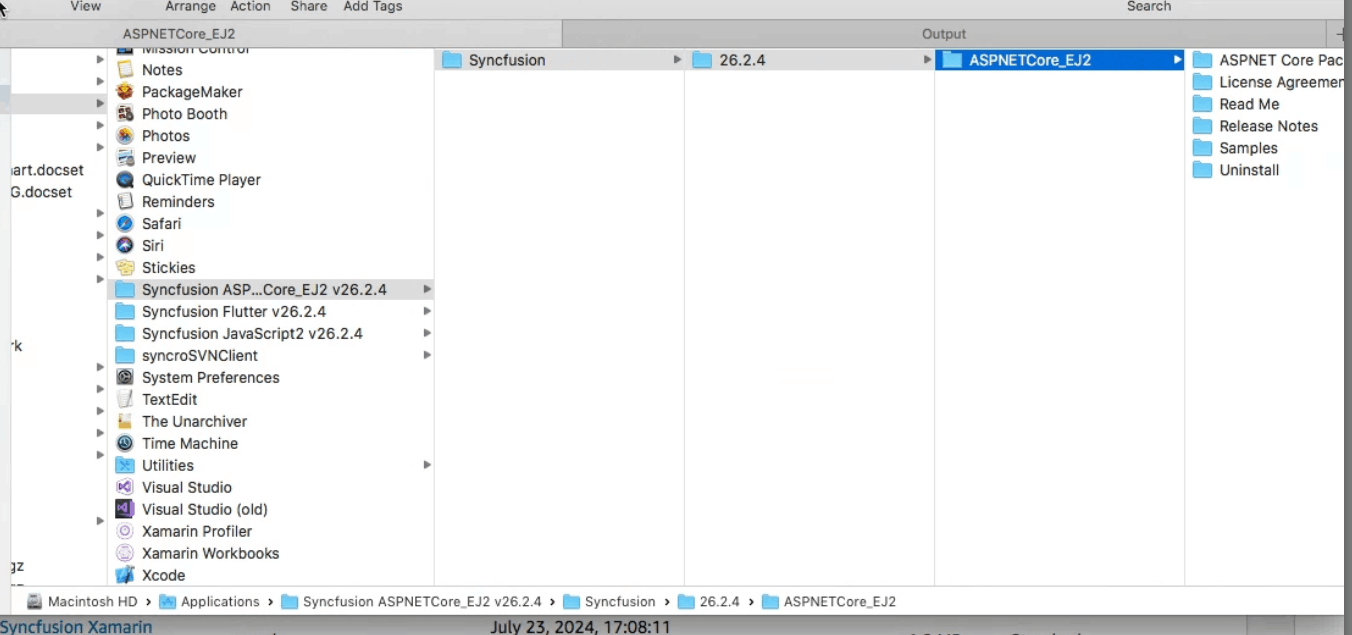 View Arrange Action Share Add Tags Search
ASPNETCore_EJ2 Output
Mission Control
Notes
PackageMaker
Photo Booth
Photos
Preview
QuickTime Player
Reminders
Safari
Siri
Stickies
Syncfusion ASP...Core_EJ2 v26.2.4
Syncfusion Flutter v26.2.4
Syncfusion JavaScript2 v26.2.4
syncroSVNClient
System Preferences
TextEdit
The Unarchiver
Time Machine
Utilities
Visual Studio
Visual Studio (old)
Xamarin Profiler
Xamarin Workbooks
Xcode
art.docset
G.docset
rk
gz
Syncfusion
26.2.4
ASPNETCore_EJ2
ASPNET Core Pac
License Agreemen
Read Me
Release Notes
Samples
Uninstall
Macintosh HD › Applications › Syncfusion ASPNETCore_EJ2 v26.2.4 › Syncfusion › 26.2.4 › ASPNETCore_EJ2
Syncfusion Xamarin July 23, 2024, 17:08:11